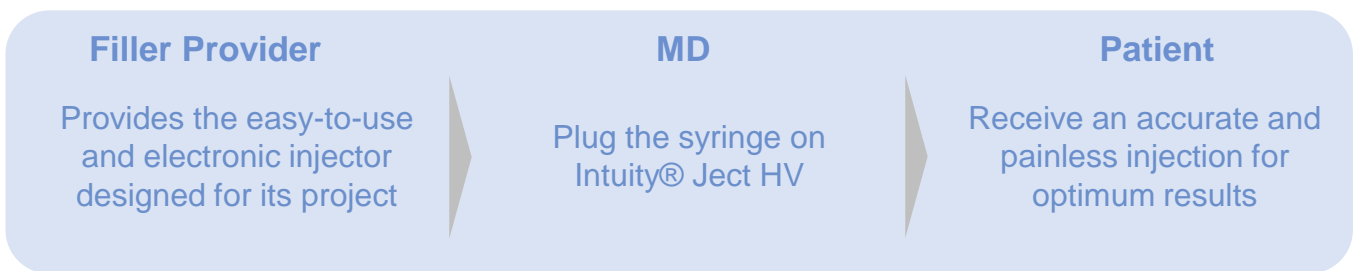 Filler Provider
Provides the easy-to-use
and electronic injector
designed for its project
MD
Plug the syringe on
Intuity® Ject HV
Patient
Receive an accurate and
painless injection for
optimum results